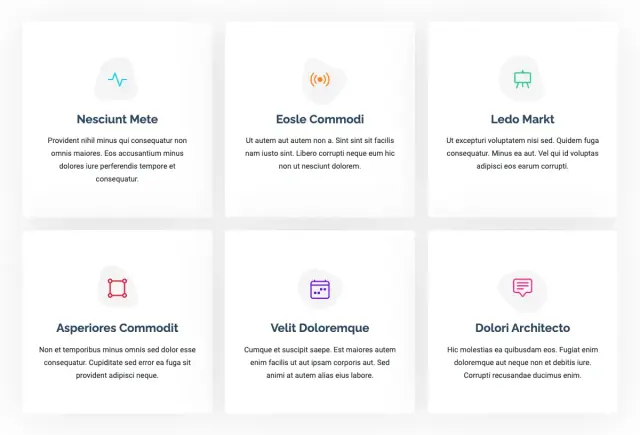 Nesciunt Mete
Provident nihil minus qui consequatur non
omnis maiores. Eos accusantium minus
dolores iure perferendis tempore et
consequatur.
Eosle Commodi
Ut autem aut autem non a. Sint sint sit facilis
nam iusto sint. Libero corrupti neque eum hic
non ut nesciunt dolorem.
Ledo Markt
Ut excepturi voluptatem nisi sed. Quidem fuga
consequatur. Minus ea aut. Vel qui id voluptas
adipisci eos earum corrupti.
Asperiores Commodit
Non et temporibus minus omnis sed dolor esse
consequatur. Cupiditate sed error ea fuga sit
provident adipisci neque.
Velit Doloremque
Cumque et suscipit saepe. Est maiores autem
enim facilis ut aut ipsam corporis aut. Sed
animi at autem alias eius labore.
Dolori Architecto
Hic molestias ea quibusdam eos. Fugiat enim
doloremque aut neque non et debitis iure.
Corrupti recusandae ducimus enim.